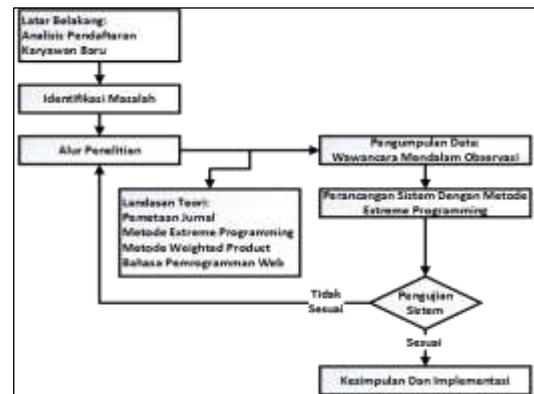 Latar Belakang:
Analisis Pendaftaran
Karyawan Baru
Identifikasi Masalah
Alur Penelitian
Pengumpulan Data:
Wawancara Mendalam Observasi
Landasan Teori:
Pemetaan Jurnal
Metode Extreme Programming
Metode Weighted Product
Bahasa Pemrogramman Web
Perancangan Sistem Dengan Metode
Extreme Programming
Tidak
Sesuai
Pengujian
Sistem
Sesuai
Kesimpulan Dan Implementasi